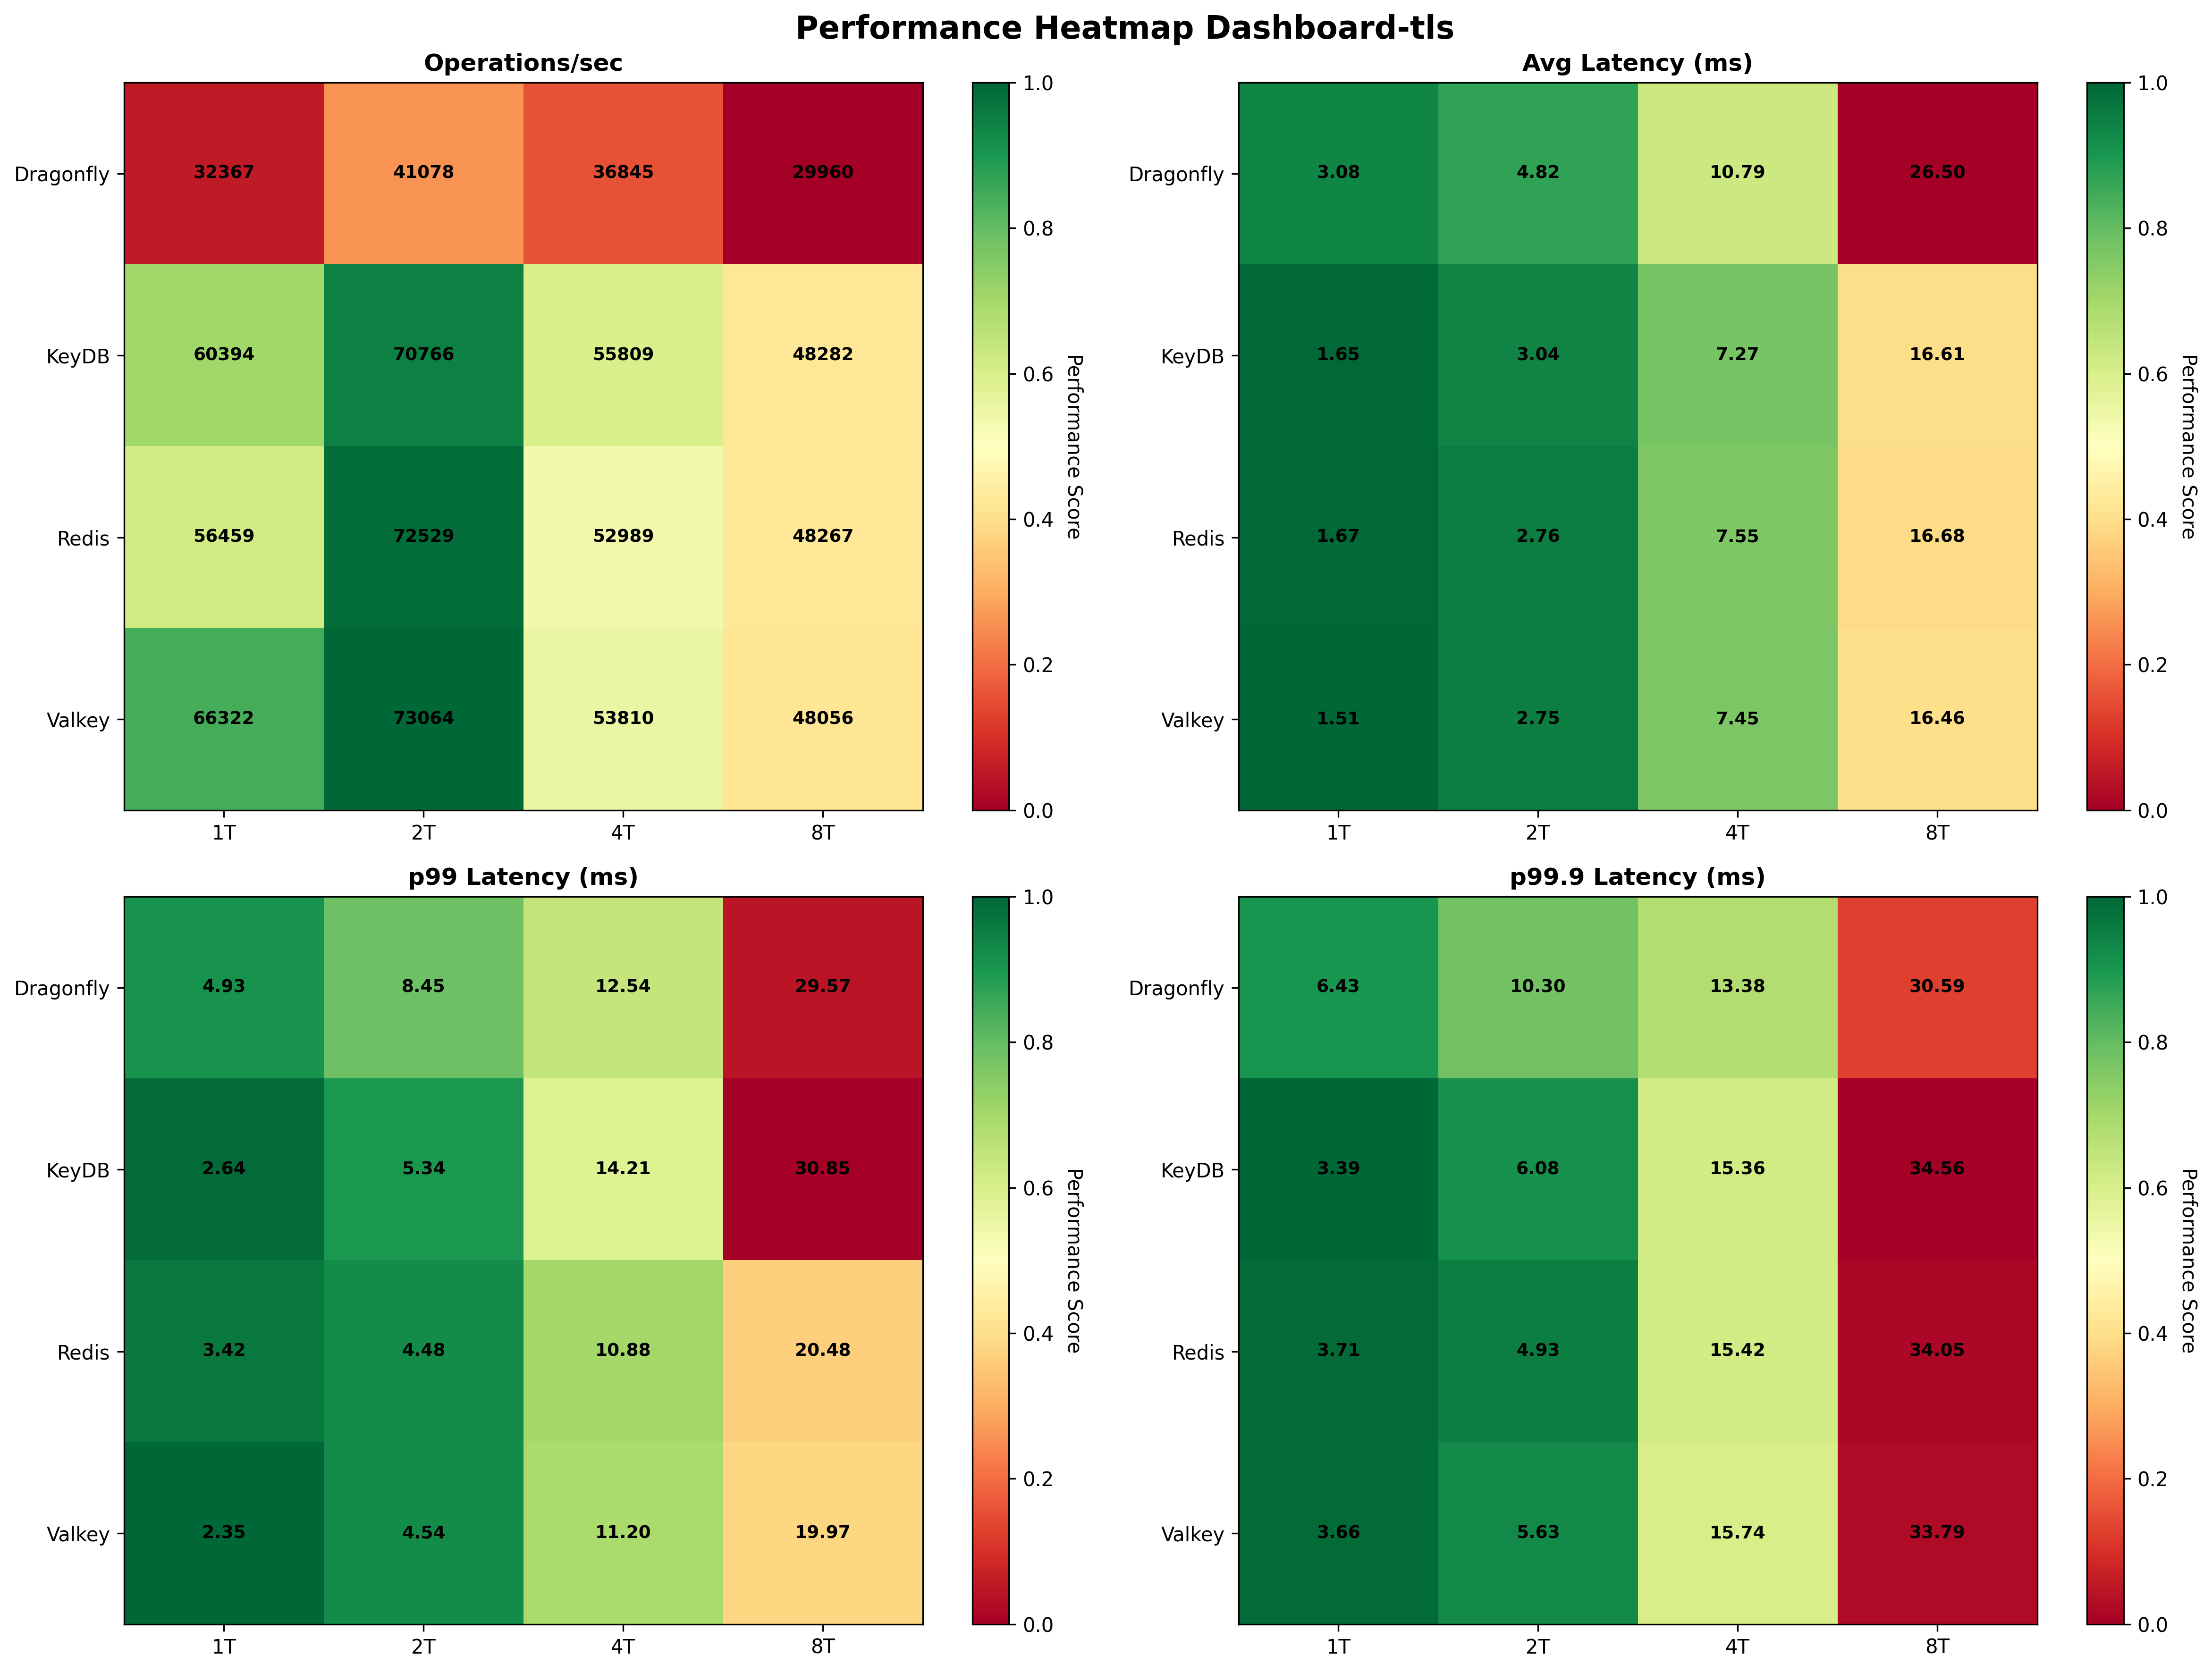 Performance Heatmap Dashboard-tls
Operations/sec
Dragonfly 32367 41078 36845 29960
KeyDB 60394 70766 55809 48282
Redis 56459 72529 52989 48267
Valkey 66322 73064 53810 48056
1T 2T 4T 8T
1.0
0.8
0.6
0.4
0.2
0.0
Performance Score
Avg Latency (ms)
Dragonfly 3.08 4.82 10.79 26.50
KeyDB 1.65 3.04 7.27 16.61
Redis 1.67 2.76 7.55 16.68
Valkey 1.51 2.75 7.45 16.46
1T 2T 4T 8T
1.0
0.8
0.6
0.4
0.2
0.0
Performance Score
p99 Latency (ms)
Dragonfly 4.93 8.45 12.54 29.57
KeyDB 2.64 5.34 14.21 30.85
Redis 3.42 4.48 10.88 20.48
Valkey 2.35 4.54 11.20 19.97
1T 2T 4T 8T
1.0
0.8
0.6
0.4
0.2
0.0
Performance Score
p99.9 Latency (ms)
Dragonfly 6.43 10.30 13.38 30.59
KeyDB 3.39 6.08 15.36 34.56
Redis 3.71 4.93 15.42 34.05
Valkey 3.66 5.63 15.74 33.79
1T 2T 4T 8T
1.0
0.8
0.6
0.4
0.2
0.0
Performance Score